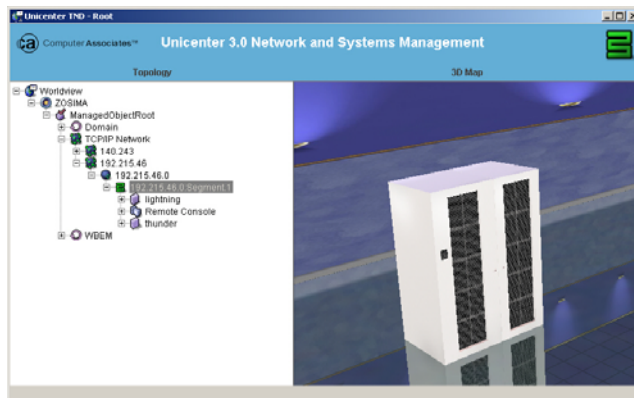 Unicenter TND - Root
ca Computer Associates™ Unicenter 3.0 Network and Systems Management
Topology 3D Map
Worldview
ZOSIMA
ManagedObjectRoot
Domain
TCP/IP Network
140.243
192.215.46
192.215.46.0
192.215.46.0.Segment.1
lightning
Remote Console
thunder
WBEM